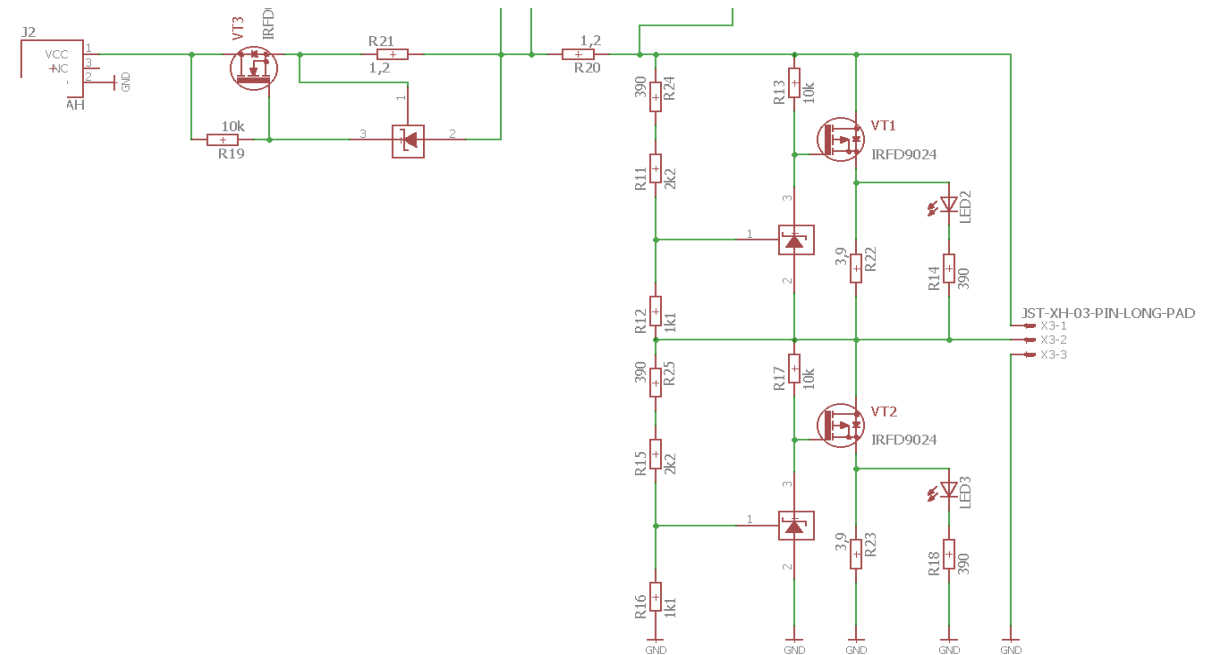 J2
VCC
NC
-
AH
1
3
2
GND
VT3
IRFD
R21
1,2
1
10k
R19
3
2
1,2
R20
390
R24
R11
2k2
R12
1k1
R13
10k
VT1
IRFD9024
3
1
2
3,9
R22
LED2
R14
390
JST-XH-03-PIN-LONG-PAD
X3-1
X3-2
X3-3
390
R25
R15
2k2
R16
1k1
R17
10k
VT2
IRFD9024
3
1
2
3,9
R23
LED3
R18
390
GND
GND
GND
GND
GND